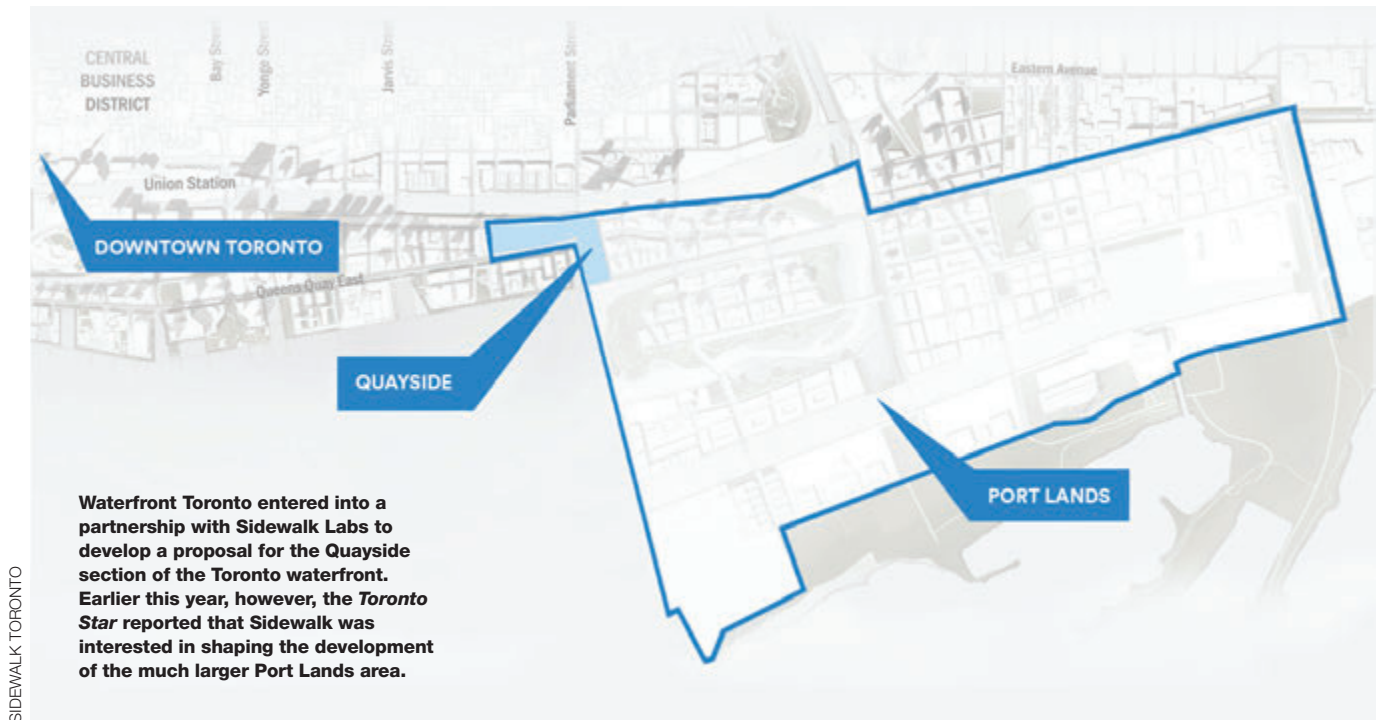 CENTRAL
BUSINESS
DISTRICT
Bay Street
Yonge Street
Jarvis Street
Parliament Street
Eastern Avenue
Union Station
DOWNTOWN TORONTO
Queens Quay East
QUAYSIDE
PORT LANDS
Waterfront Toronto entered into a
partnership with Sidewalk Labs to
develop a proposal for the Quayside
section of the Toronto waterfront.
Earlier this year, however, the Toronto
Star reported that Sidewalk was
interested in shaping the development
of the much larger Port Lands area.
SIDEWALK TORONTO